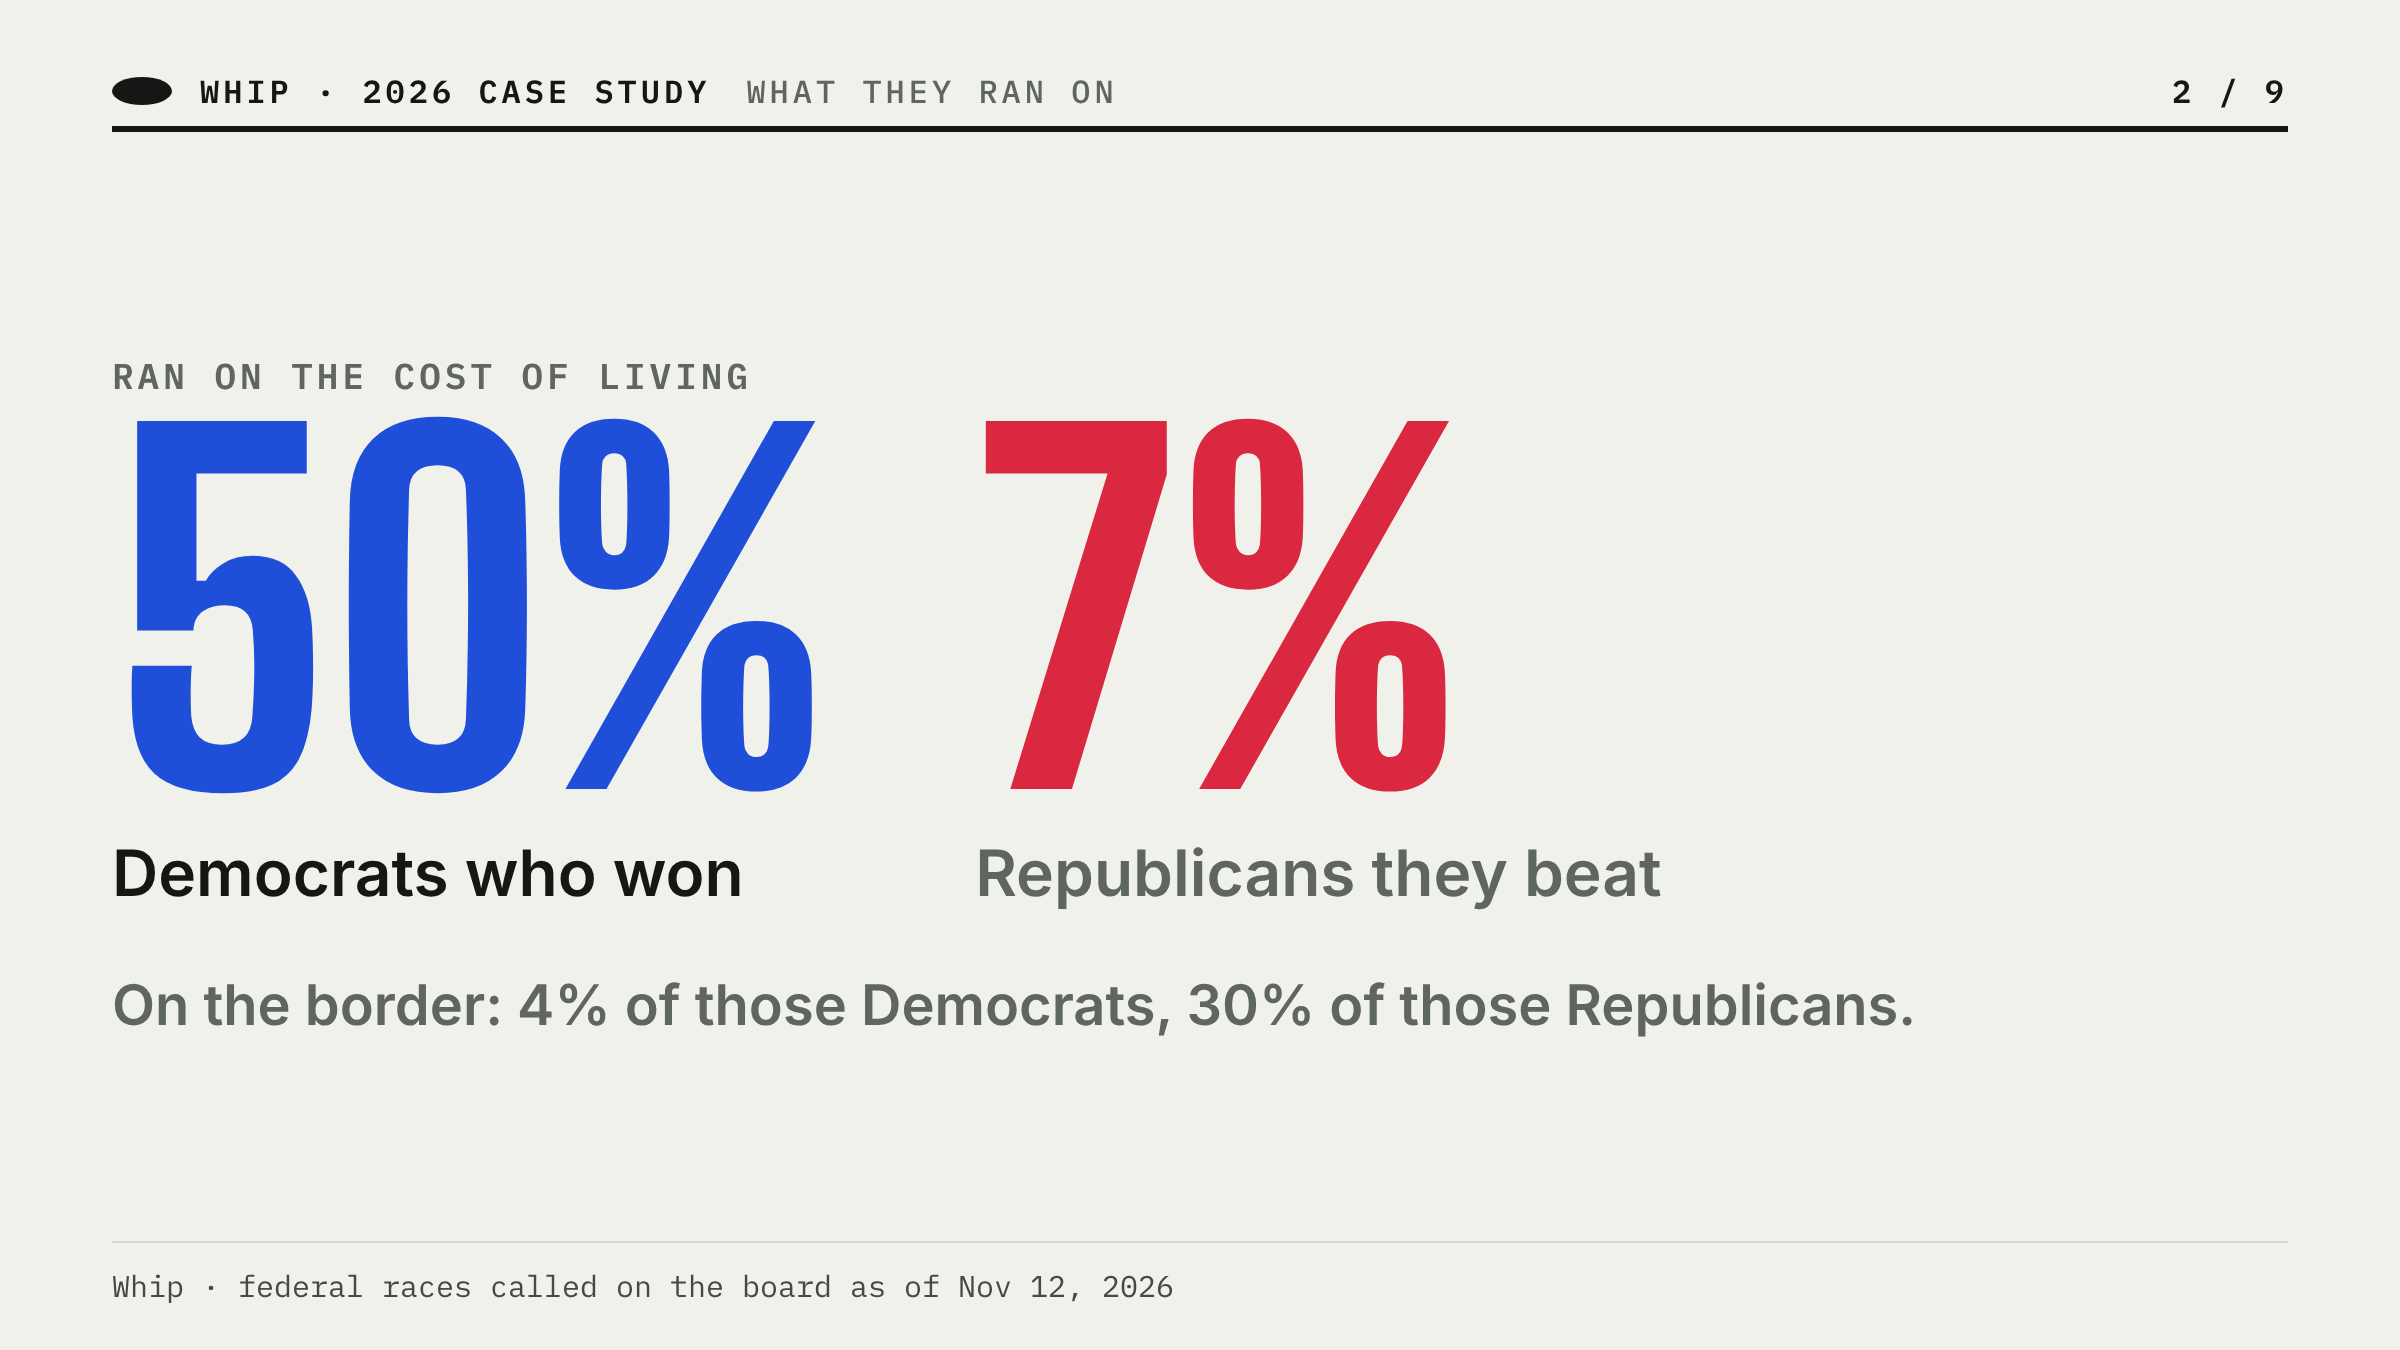 WHIP · 2026 CASE STUDY WHAT THEY RAN ON 2 / 9
RAN ON THE COST OF LIVING
50% 7%
Democrats who won Republicans they beat
On the border: 4% of those Democrats, 30% of those Republicans.
Whip · federal races called on the board as of Nov 12, 2026